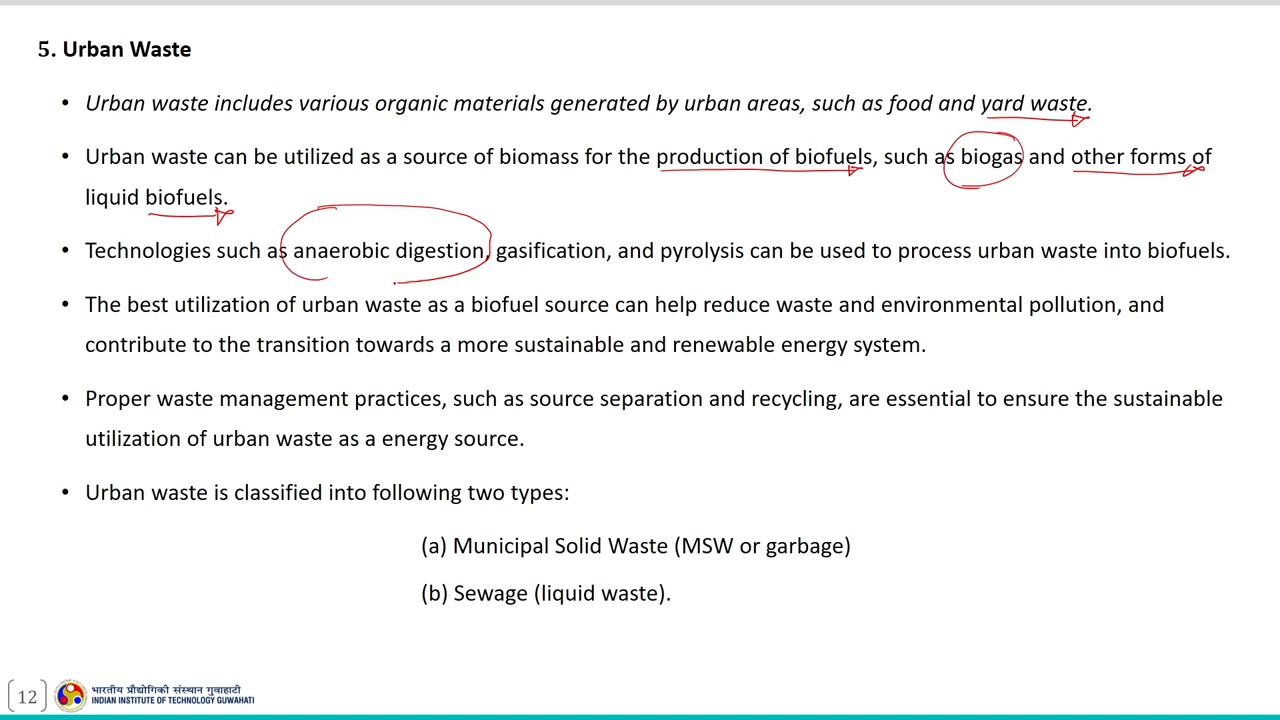 5. Urban Waste
• Urban waste includes various organic materials generated by urban areas, such as food and yard waste.
• Urban waste can be utilized as a source of biomass for the production of biofuels, such as biogas and other forms of
liquid biofuels.
• Technologies such as anaerobic digestion, gasification, and pyrolysis can be used to process urban waste into biofuels.
• The best utilization of urban waste as a biofuel source can help reduce waste and environmental pollution, and
contribute to the transition towards a more sustainable and renewable energy system.
• Proper waste management practices, such as source separation and recycling, are essential to ensure the sustainable
utilization of urban waste as a energy source.
• Urban waste is classified into following two types:
(a) Municipal Solid Waste (MSW or garbage)
(b) Sewage (liquid waste).
12
भारतीय प्रौद्योगिकी संस्थान गुवाहाटी
INDIAN INSTITUTE OF TECHNOLOGY GUWAHATI